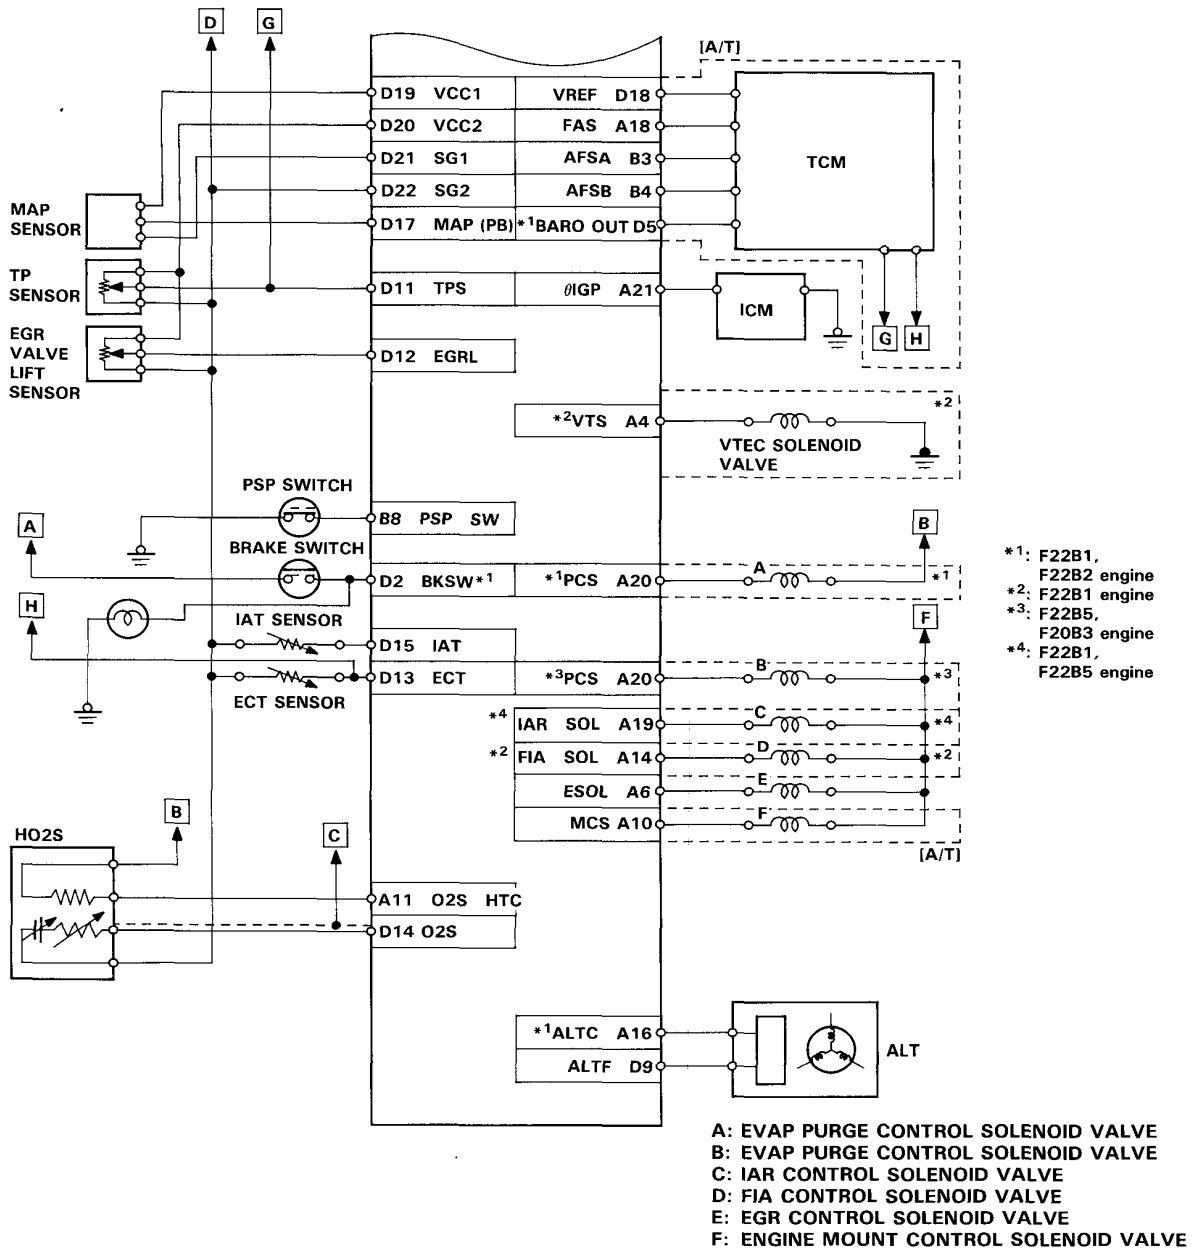 D G
[A/T]
D19 VCC1 VREF D18
D20 VCC2 FAS A18
D21 SG1 AFSA B3
TCM
D22 SG2 AFSB B4
MAP
SENSOR
D17 MAP (PB) *1BARO OUT D5
TP
SENSOR
D11 TPS θIGP A21
ICM
G H
EGR
VALVE
LIFT
SENSOR
D12 EGRL
*2
*2VTS A4
VTEC SOLENOID
VALVE
PSP SWITCH
B8 PSP SW
A
B
BRAKE SWITCH
D2 BKSW*1 *1PCS A20
A
*1
*1: F22B1,
F22B2 engine
*2: F22B1 engine
*3: F22B5,
F20B3 engine
*4: F22B1,
F22B5 engine
H
F
IAT SENSOR
D15 IAT
D13 ECT *3PCS A20
B
*3
ECT SENSOR
*4 IAR SOL A19
C
*4
*2 FIA SOL A14
D
*2
ESOL A6
E
MCS A10
F
[A/T]
B
C
HO2S
A11 O2S HTC
D14 O2S
*1ALTC A16
ALT
ALTF D9
A: EVAP PURGE CONTROL SOLENOID VALVE
B: EVAP PURGE CONTROL SOLENOID VALVE
C: IAR CONTROL SOLENOID VALVE
D: FIA CONTROL SOLENOID VALVE
E: EGR CONTROL SOLENOID VALVE
F: ENGINE MOUNT CONTROL SOLENOID VALVE